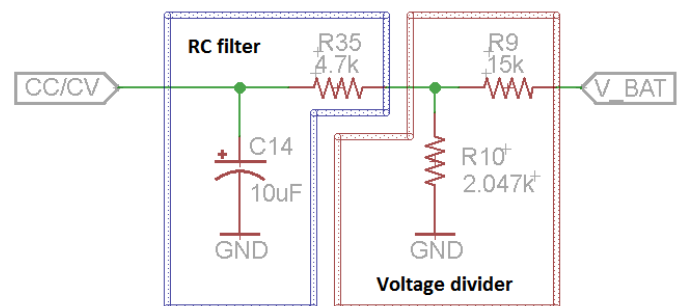 RC filter
R35
4.7k
R9
15k
CC/CV
V_BAT
C14
10uF
R10
2.047k
GND
GND
Voltage divider